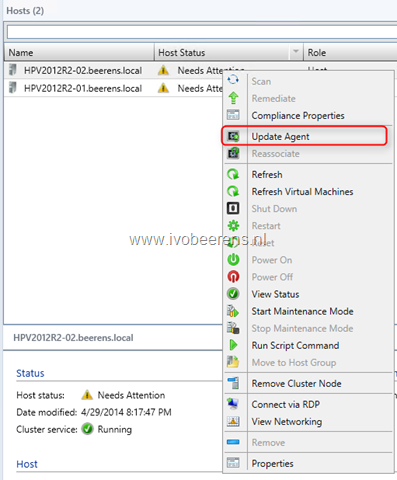 Hosts (2)
Name Host Status Role
HPV2012R2-02.beerens.local Needs Attention Host
HPV2012R2-01.beerens.local Needs Attention
Scan
Remediate
Compliance Properties
Update Agent
Reassociate
Refresh
Refresh Virtual Machines
Shut Down
Restart
www.ivobeerens.nl
Reset
Power On
Power Off
View Status
Start Maintenance Mode
Stop Maintenance Mode
Run Script Command
Move to Host Group
Remove Cluster Node
Connect via RDP
View Networking
Remove
Properties
HPV2012R2-02.beerens.local
Status
Host status: Needs Attention
Date modified: 4/29/2014 8:17:47 PM
Cluster service: Running
Host